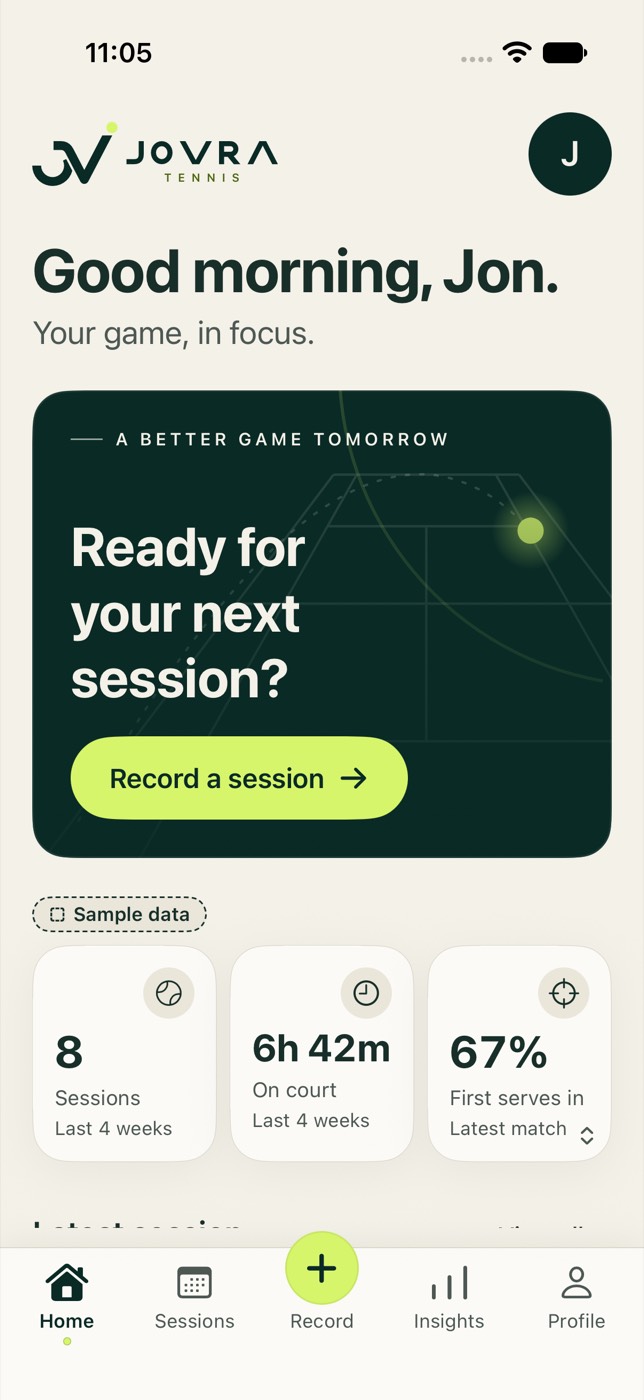 11:05
JOVRA
TENNIS
J
Good morning, Jon.
Your game, in focus.
A BETTER GAME TOMORROW
Ready for
your next
session?
Record a session →
Sample data
8
Sessions
Last 4 weeks
6h 42m
On court
Last 4 weeks
67%
First serves in
Latest match
Latest session
Home
Sessions
Record
Insights
Profile